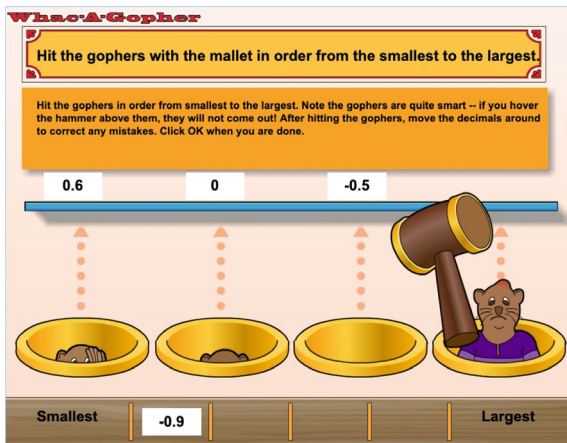 Whac-A-Gopher
Hit the gophers with the mallet in order from the smallest to the largest.
Hit the gophers in order from smallest to the largest. Note the gophers are quite smart -- if you hover
the hammer above them, they will not come out! After hitting the gophers, move the decimals around
to correct any mistakes. Click OK when you are done.
0.6 0 -0.5
Smallest -0.9 Largest